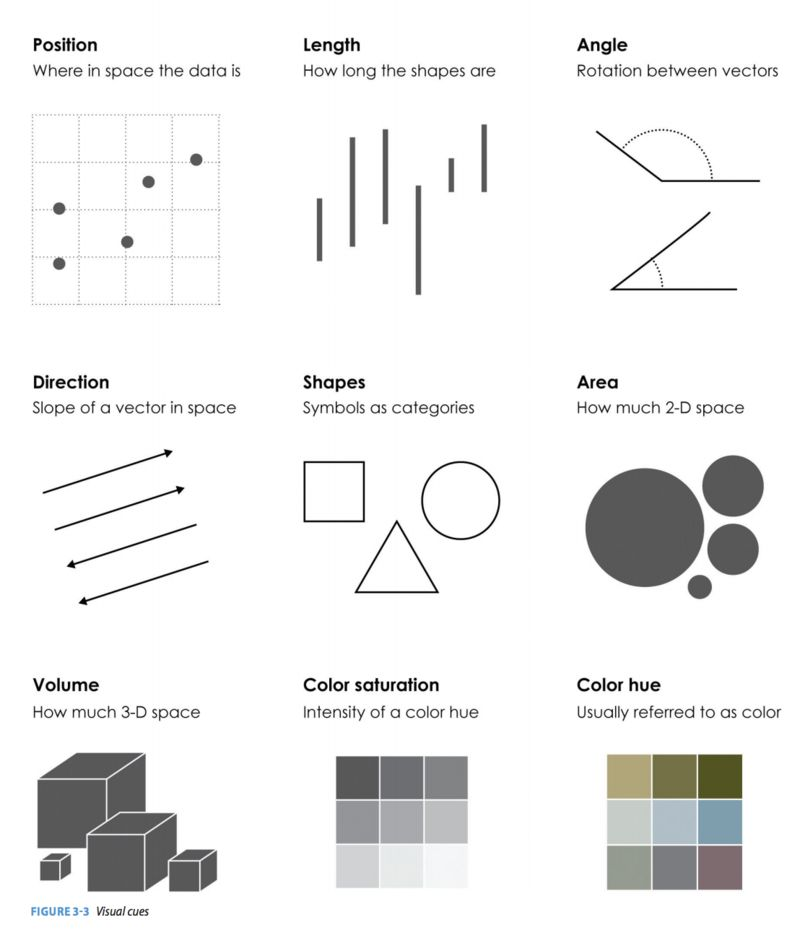 Position
Where in space the data is
Length
How long the shapes are
Angle
Rotation between vectors
Direction
Slope of a vector in space
Shapes
Symbols as categories
Area
How much 2-D space
Volume
How much 3-D space
Color saturation
Intensity of a color hue
Color hue
Usually referred to as color
FIGURE 3-3 Visual cues